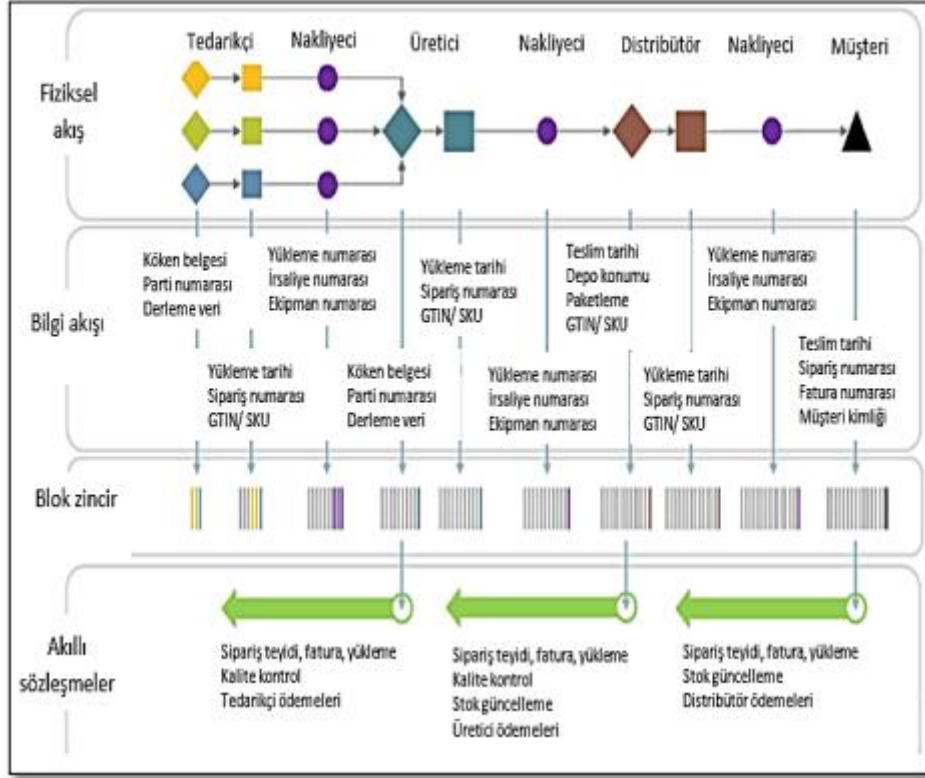 Tedarikçi
Nakliyeci
Üretici
Nakliyeci
Distribütör
Nakliyeci
Müşteri
Fiziksel
akış
Bilgi akışı
Köken belgesi
Parti numarası
Derleme veri
Yükleme tarihi
Sipariş numarası
GTIN/ SKU
Yükleme numarası
İrsaliye numarası
Ekipman numarası
Köken belgesi
Parti numarası
Derleme veri
Yükleme tarihi
Sipariş numarası
GTIN/ SKU
Yükleme numarası
İrsaliye numarası
Ekipman numarası
Teslim tarihi
Depo konumu
Paketleme
GTIN/ SKU
Yükleme tarihi
Sipariş numarası
GTIN/ SKU
Yükleme numarası
İrsaliye numarası
Ekipman numarası
Teslim tarihi
Sipariş numarası
Fatura numarası
Müşteri kimliği
Blok zincir
Akıllı
sözleşmeler
Sipariş teyidi, fatura, yükleme
Kalite kontrol
Tedarikçi ödemeleri
Sipariş teyidi, fatura, yükleme
Kalite kontrol
Stok güncelleme
Üretici ödemeleri
Sipariş teyidi, fatura, yükleme
Stok güncelleme
Distribütör ödemeleri